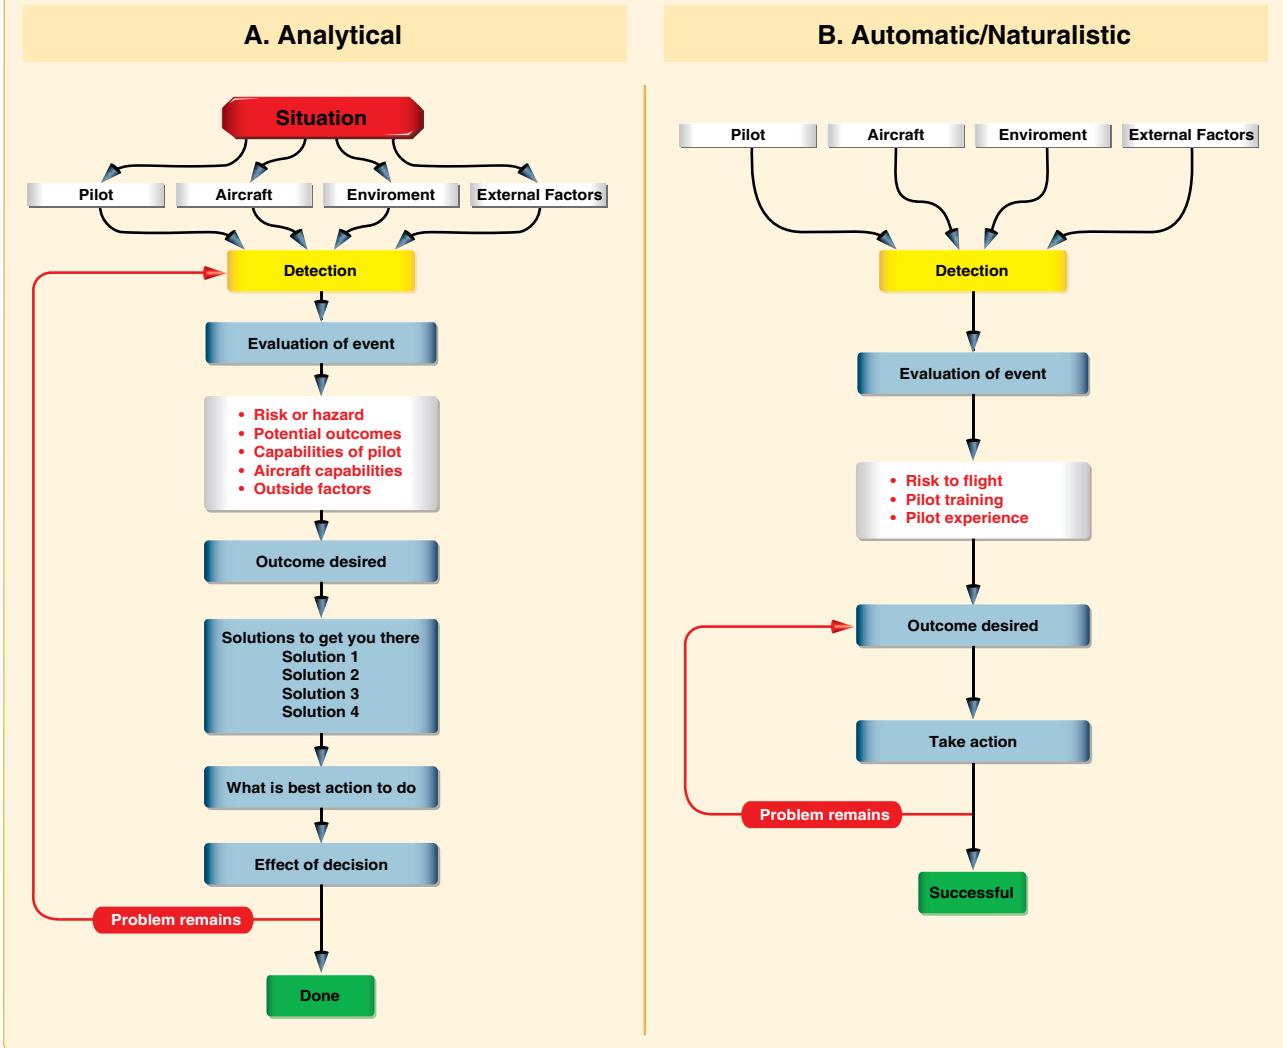 A. Analytical
Situation
Pilot
Aircraft
Enviroment
External Factors
Detection
Evaluation of event
• Risk or hazard
• Potential outcomes
• Capabilities of pilot
• Aircraft capabilities
• Outside factors
Outcome desired
Solutions to get you there
Solution 1
Solution 2
Solution 3
Solution 4
What is best action to do
Effect of decision
Problem remains
Done
B. Automatic/Naturalistic
Pilot
Aircraft
Enviroment
External Factors
Detection
Evaluation of event
• Risk to flight
• Pilot training
• Pilot experience
Outcome desired
Take action
Problem remains
Successful